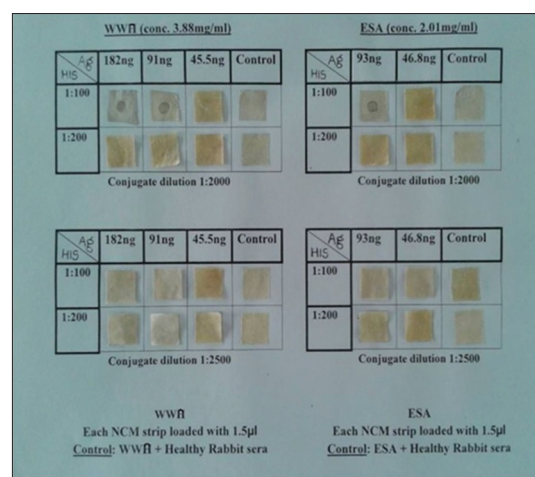 WWП (conc. 3.88mg/ml)
Ag HIS 182ng 91ng 45.5ng Control
1:100
1:200
Conjugate dilution 1:2000
ESA (conc. 2.01mg/ml)
Ag HIS 93ng 46.8ng Control
1:100
1:200
Conjugate dilution 1:2000
Ag HIS 182ng 91ng 45.5ng Control
1:100
1:200
Conjugate dilution 1:2500
Ag HIS 93ng 46.8ng Control
1:100
1:200
Conjugate dilution 1:2500
WWП
Each NCM strip loaded with 1.5µl
Control: WWП + Healthy Rabbit sera
ESA
Each NCM strip loaded with 1.5µl
Control: ESA + Healthy Rabbit sera